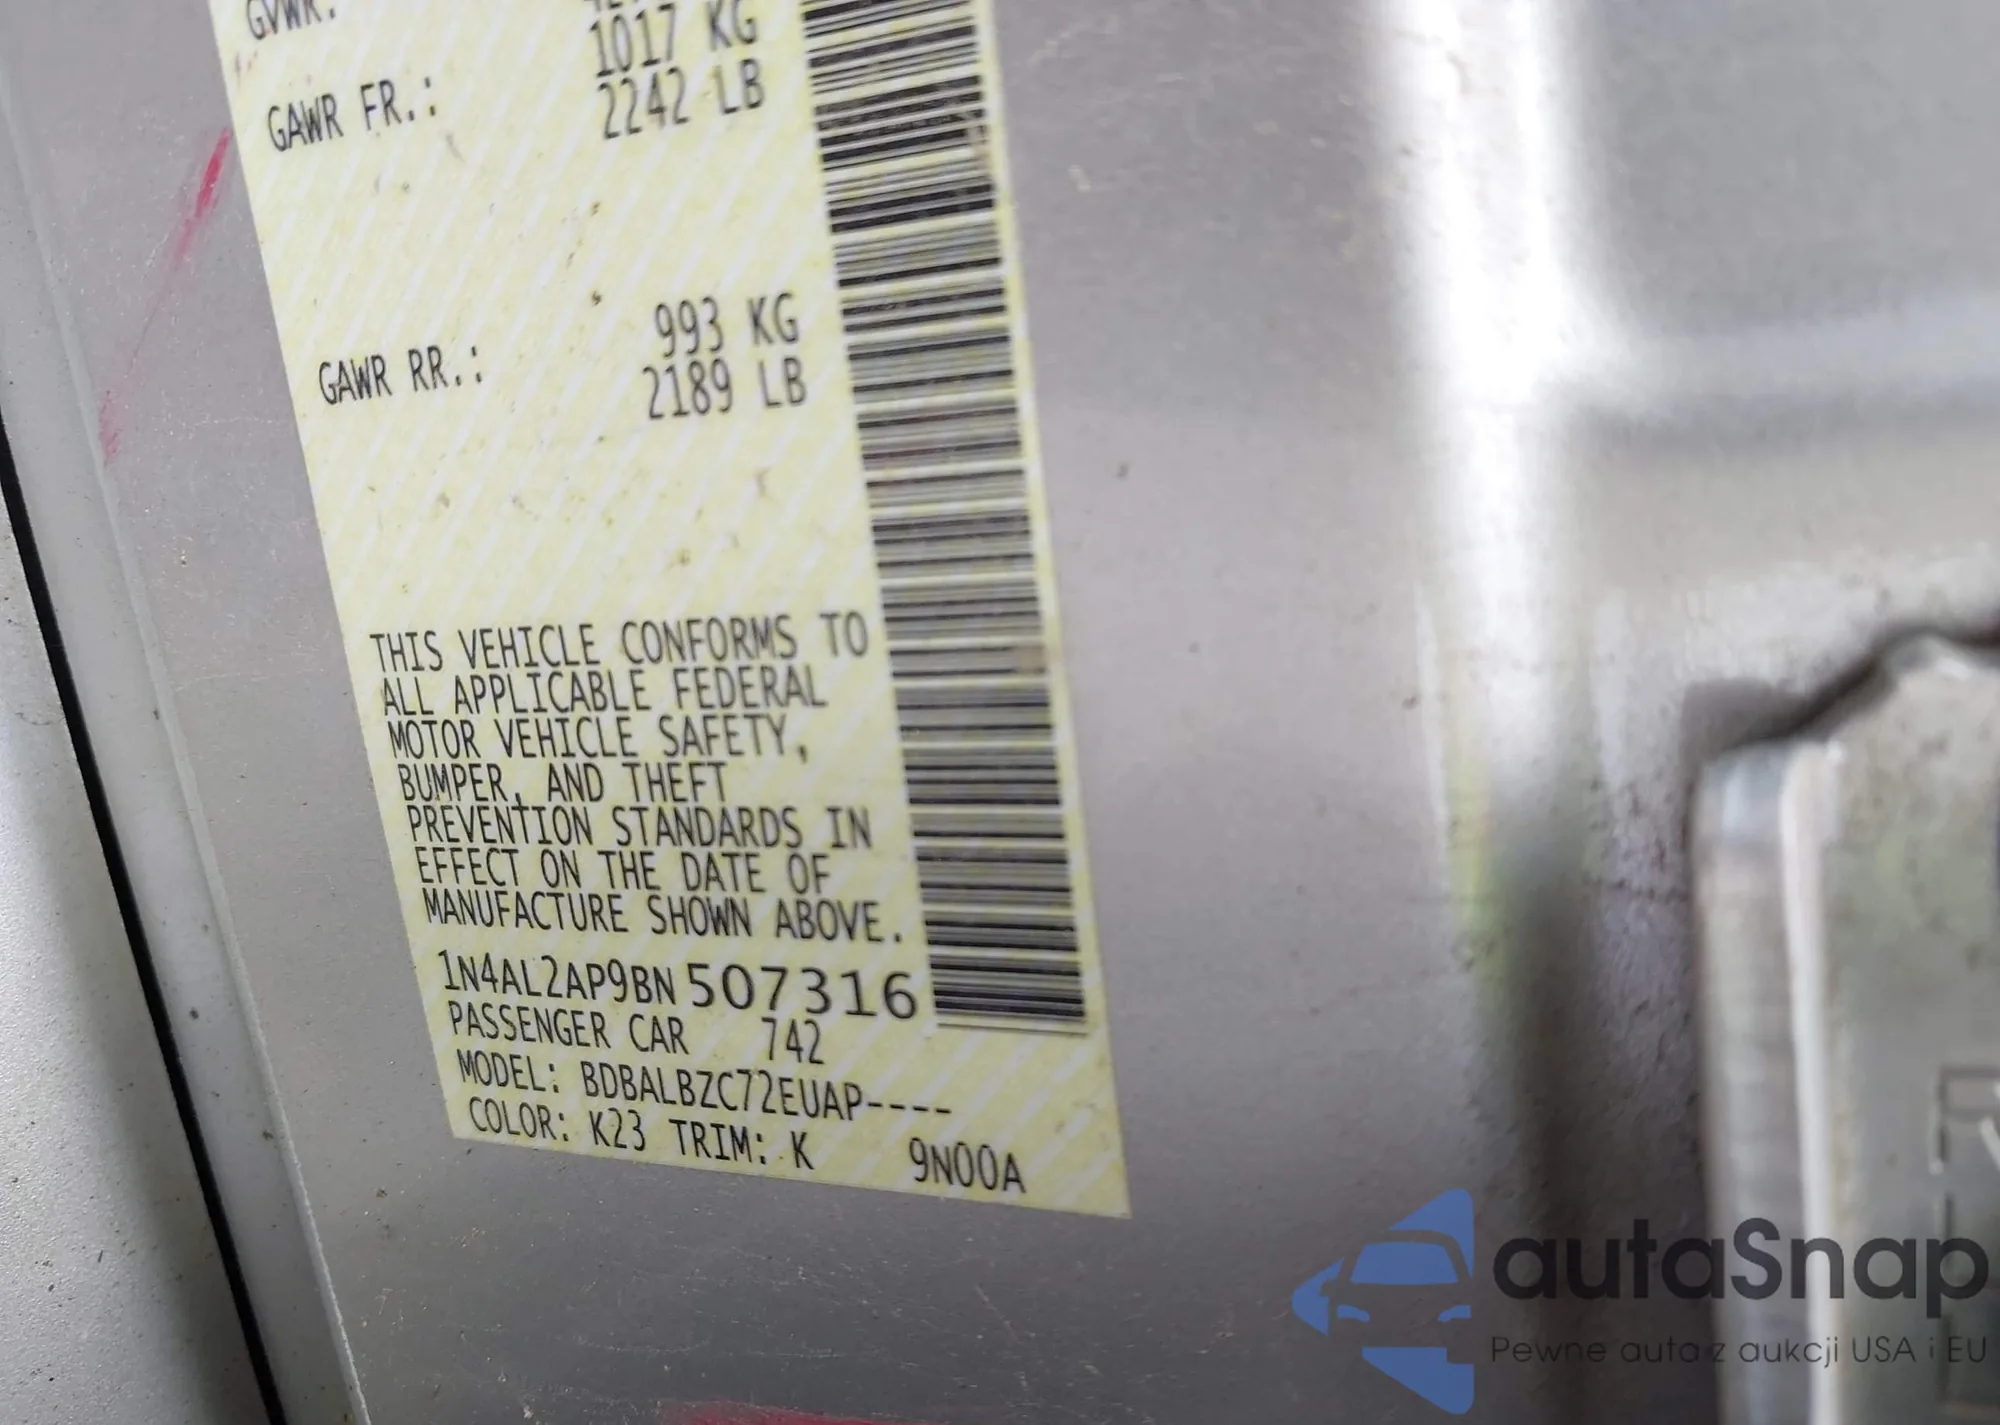 GVWR:
1017 KG
GAWR FR.: 2242 LB
993 KG
GAWR RR.: 2189 LB
THIS VEHICLE CONFORMS TO
ALL APPLICABLE FEDERAL
MOTOR VEHICLE SAFETY,
BUMPER, AND THEFT
PREVENTION STANDARDS IN
EFFECT ON THE DATE OF
MANUFACTURE SHOWN ABOVE.
1N4AL2AP9BN507316
PASSENGER CAR 742
MODEL: BDBALBZC72EUAP----
COLOR: K23 TRIM: K 9N00A
autaSnap
Pewne auta z aukcji USA i EU